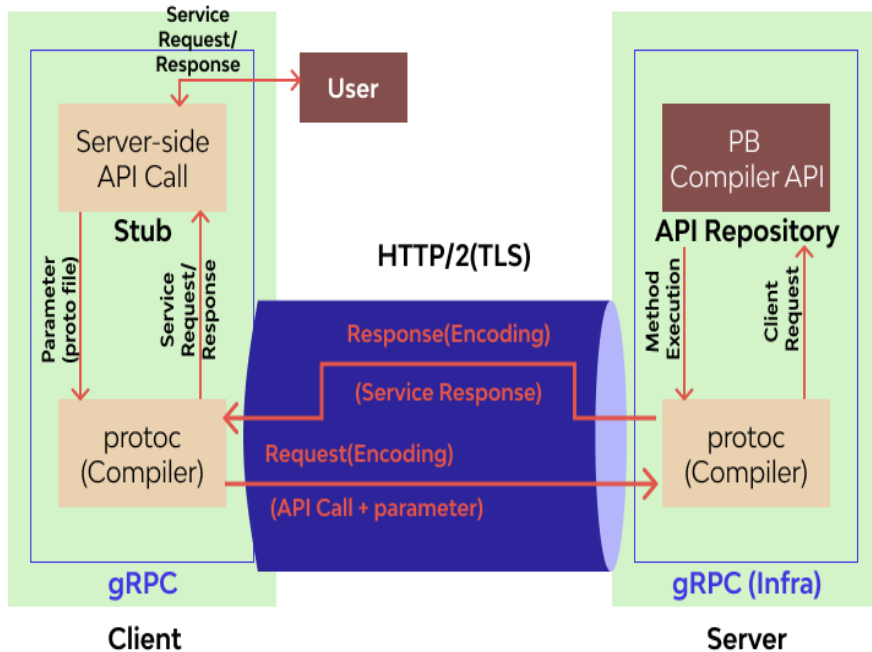 Service
Request/
Response
User
Server-side
API Call
Stub
Parameter
(proto file)
Service
Request/
Response
protoc
(Compiler)
gRPC
Client
HTTP/2(TLS)
Response(Encoding)
(Service Response)
Request(Encoding)
(API Call + parameter)
PB
Compiler API
API Repository
Method
Execution
Client
Request
protoc
(Compiler)
gRPC (Infra)
Server